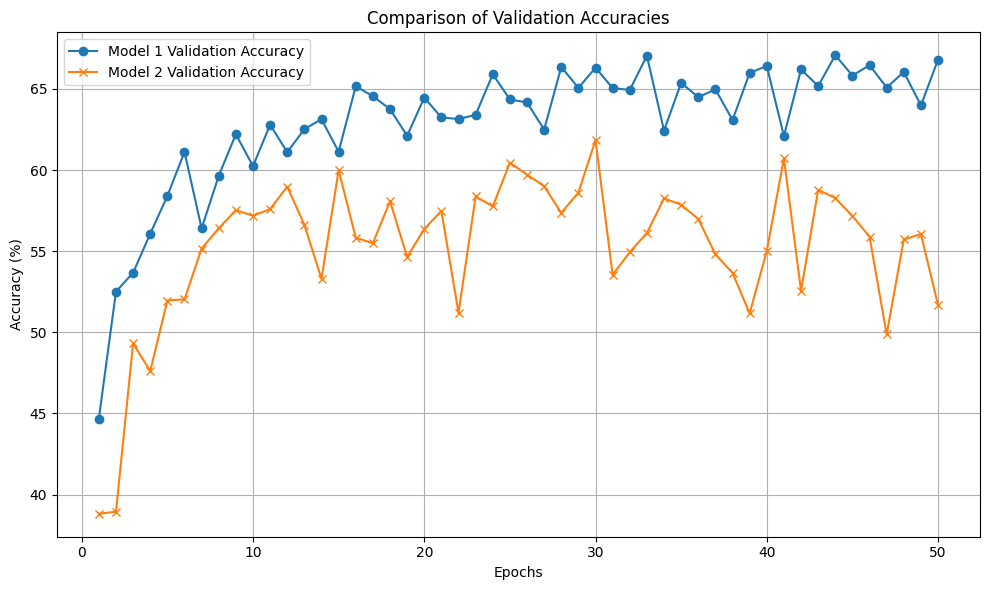 Comparison of Validation Accuracies
Model 1 Validation Accuracy
Model 2 Validation Accuracy
Accuracy (%)
65
60
55
50
45
40
0 10 20 30 40 50
Epochs